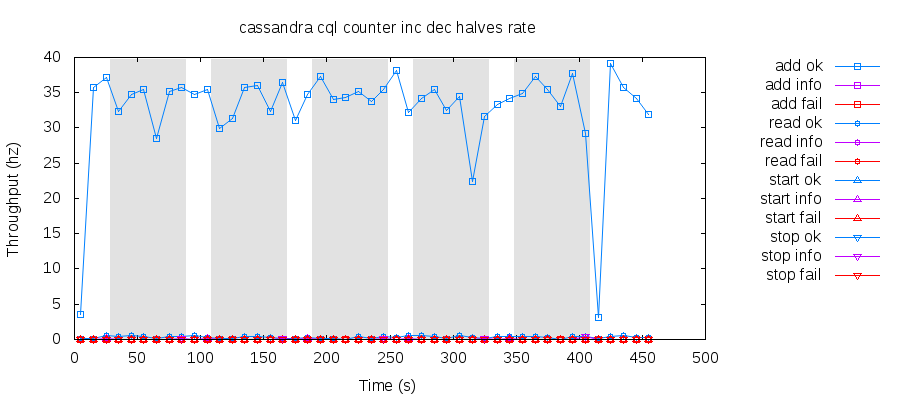 cassandra cql counter inc dec halves rate
Throughput (hz)
40
35
30
25
20
15
10
5
0
0 50 100 150 200 250 300 350 400 450 500
Time (s)
add ok
add info
add fail
read ok
read info
read fail
start ok
start info
start fail
stop ok
stop info
stop fail